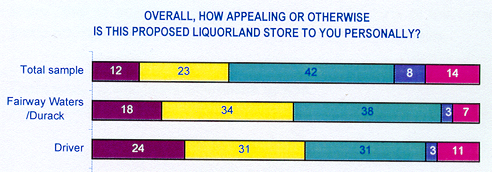 OVERALL, HOW APPEALING OR OTHERWISE
IS THIS PROPOSED LIQUORLAND STORE TO YOU PERSONALLY?
Total sample 12 23 42 8 14
Fairway Waters
/Durack 18 34 38 3 7
Driver 24 31 31 3 11